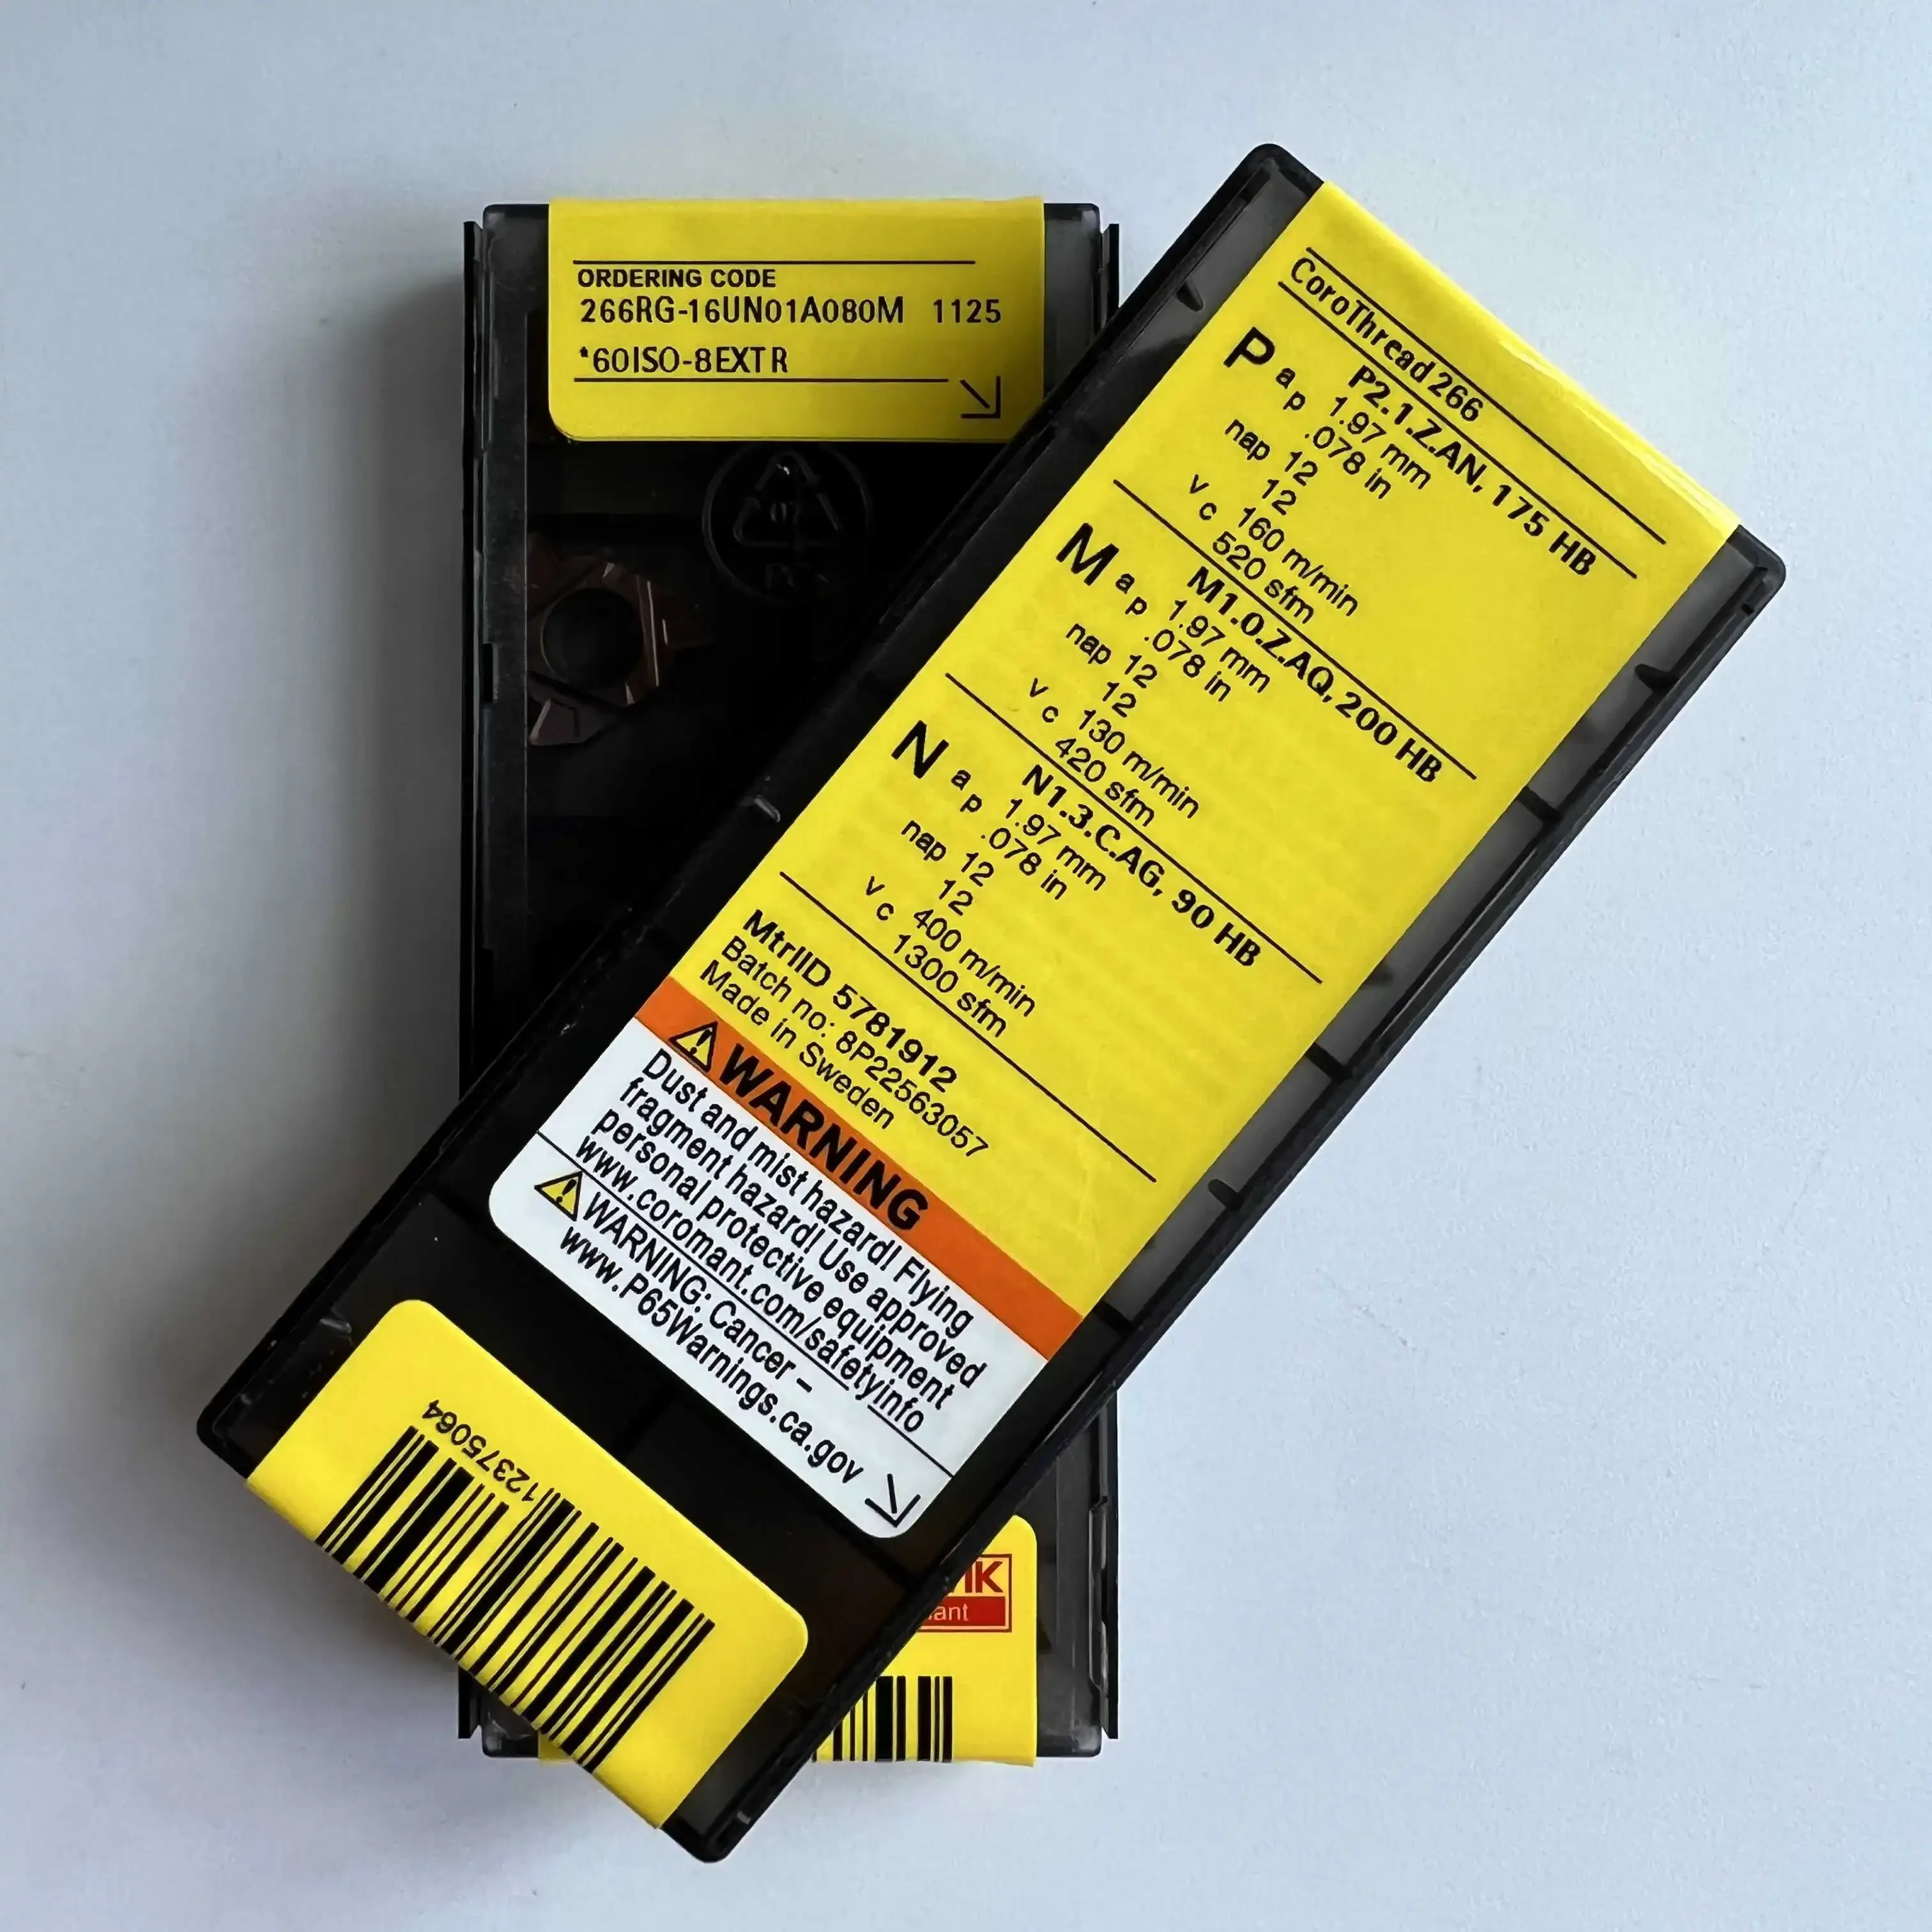 ORDERING CODE
266RG-16UN01A080M 1125
*60ISO-8EXT R
CoroThread 266
P P2.1.Z.AN, 175 HB
ap 1.97 mm
.078 in
nap 12
12
vc 160 m/min
520 sfm
M M1.0.Z.AQ, 200 HB
ap 1.97 mm
.078 in
nap 12
12
vc 130 m/min
420 sfm
N N1.3.C.AG, 90 HB
ap 1.97 mm
.078 in
nap 12
12
vc 400 m/min
1300 sfm
MtrlID 5781912
Batch no: 8P22563057
Made in Sweden
WARNING
Dust and mist hazard! Flying
fragment hazard! Use approved
personal protective equipment
www.coromant.com/safetyinfo
WARNING: Cancer –
www.P65Warnings.ca.gov
112375064